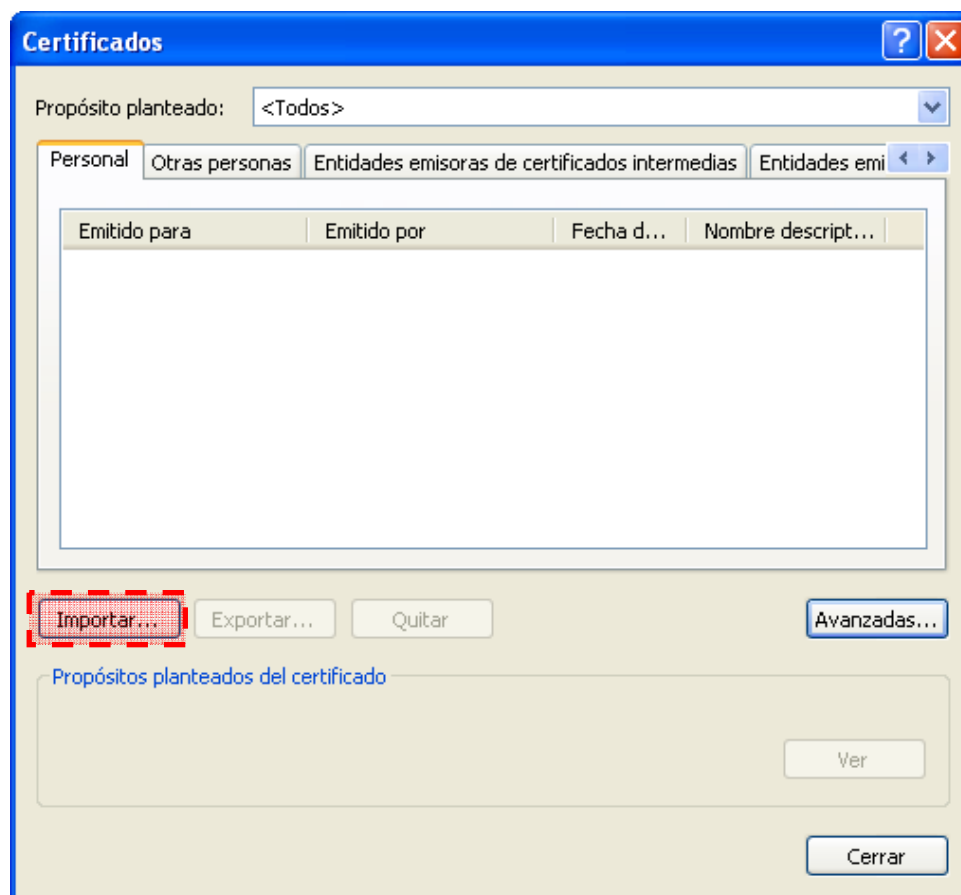 Certificados
Propósito planteado: <Todos>
Personal Otras personas Entidades emisoras de certificados intermedias Entidades emi
Emitido para Emitido por Fecha d... Nombre descript...
Importar... Exportar... Quitar Avanzadas...
Propósitos planteados del certificado
Ver
Cerrar